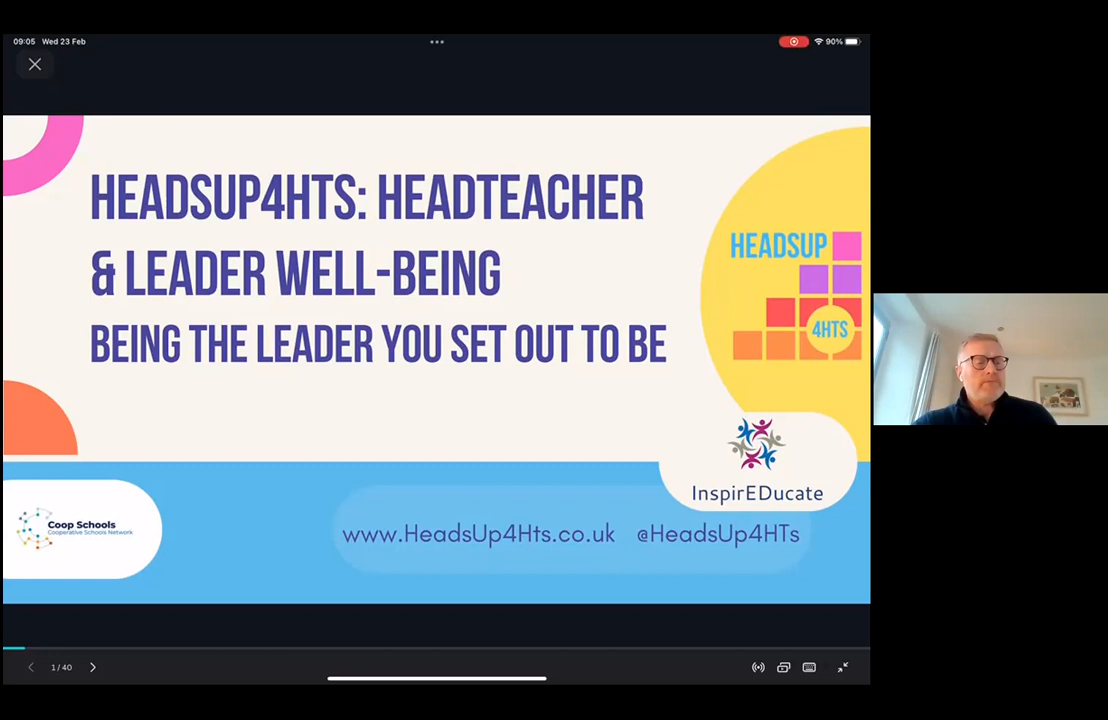 09:05 Wed 23 Feb
90%
HEADSUP4HTS: HEADTEACHER
& LEADER WELL-BEING
BEING THE LEADER YOU SET OUT TO BE
HEADSUP
4HTS
InspirEDucate
Coop Schools
Cooperative Schools Network
www.HeadsUp4Hts.co.uk @HeadsUp4HTs
1/40